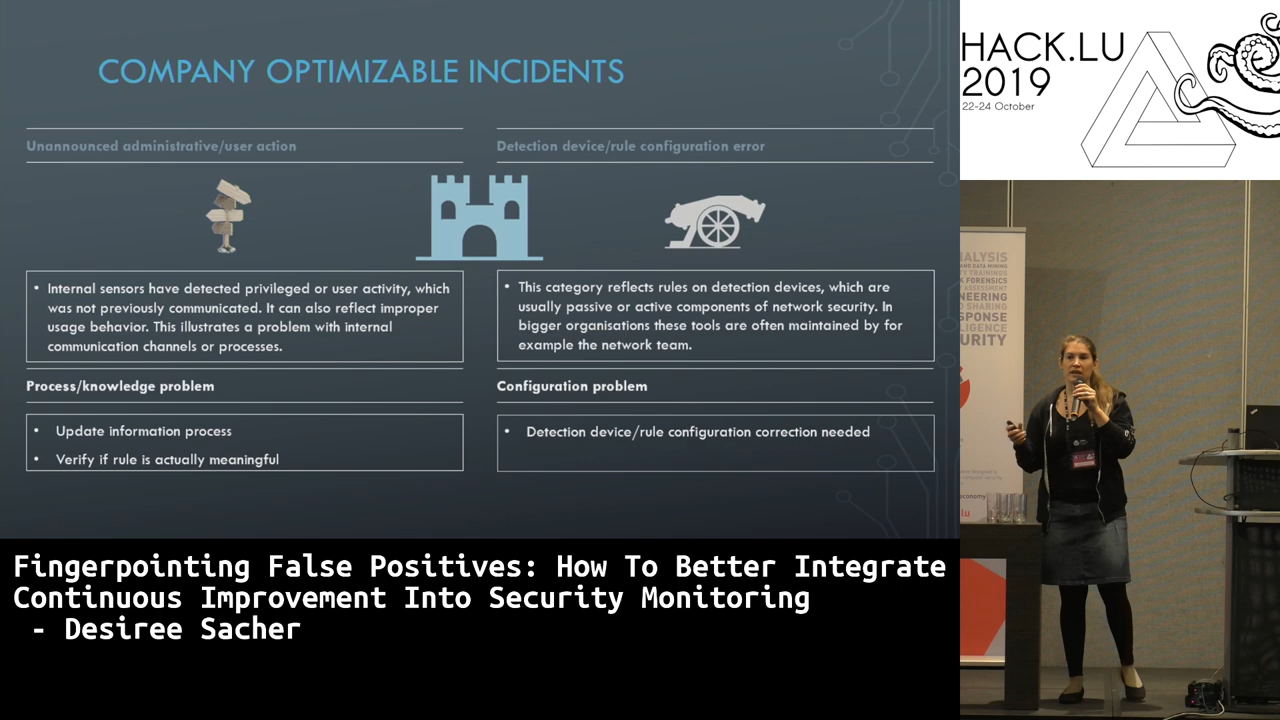 COMPANY OPTIMIZABLE INCIDENTS
Unannounced administrative/user action
Detection device/rule configuration error
• Internal sensors have detected privileged or user activity, which
was not previously communicated. It can also reflect improper
usage behavior. This illustrates a problem with internal
communication channels or processes.
• This category reflects rules on detection devices, which are
usually passive or active components of network security. In
bigger organisations these tools are often maintained by for
example the network team.
Process/knowledge problem
Configuration problem
• Update information process
• Verify if rule is actually meaningful
• Detection device/rule configuration correction needed
HACK.LU
2019
22-24 October
Fingerpointing False Positives: How To Better Integrate
Continuous Improvement Into Security Monitoring
- Desiree Sacher